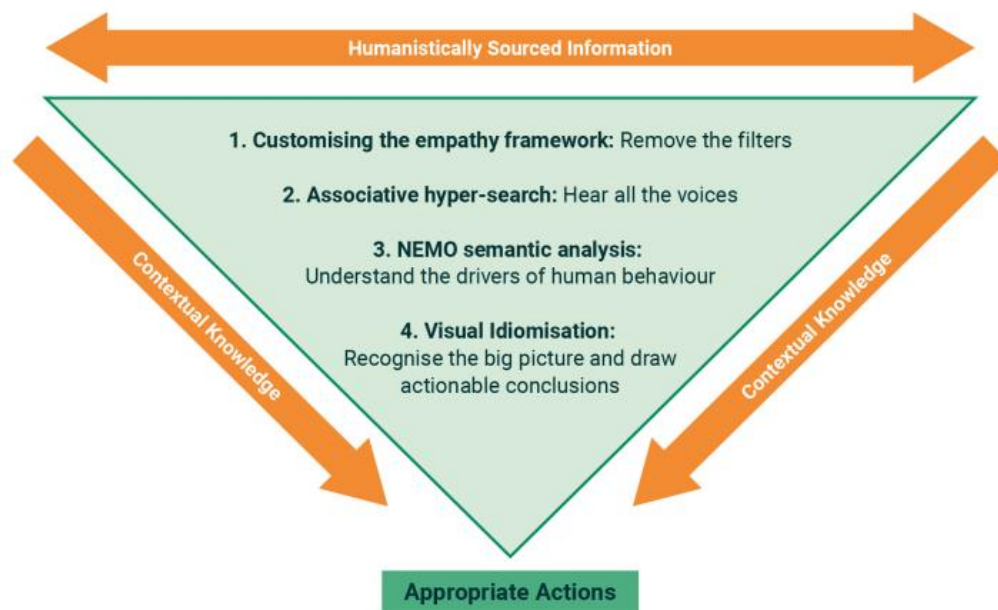 Humanistically Sourced Information
1. Customising the empathy framework: Remove the filters
2. Associative hyper-search: Hear all the voices
3. NEMO semantic analysis:
Understand the drivers of human behaviour
4. Visual Idiomisation:
Recognise the big picture and draw
actionable conclusions
Contextual Knowledge
Contextual Knowledge
Appropriate Actions